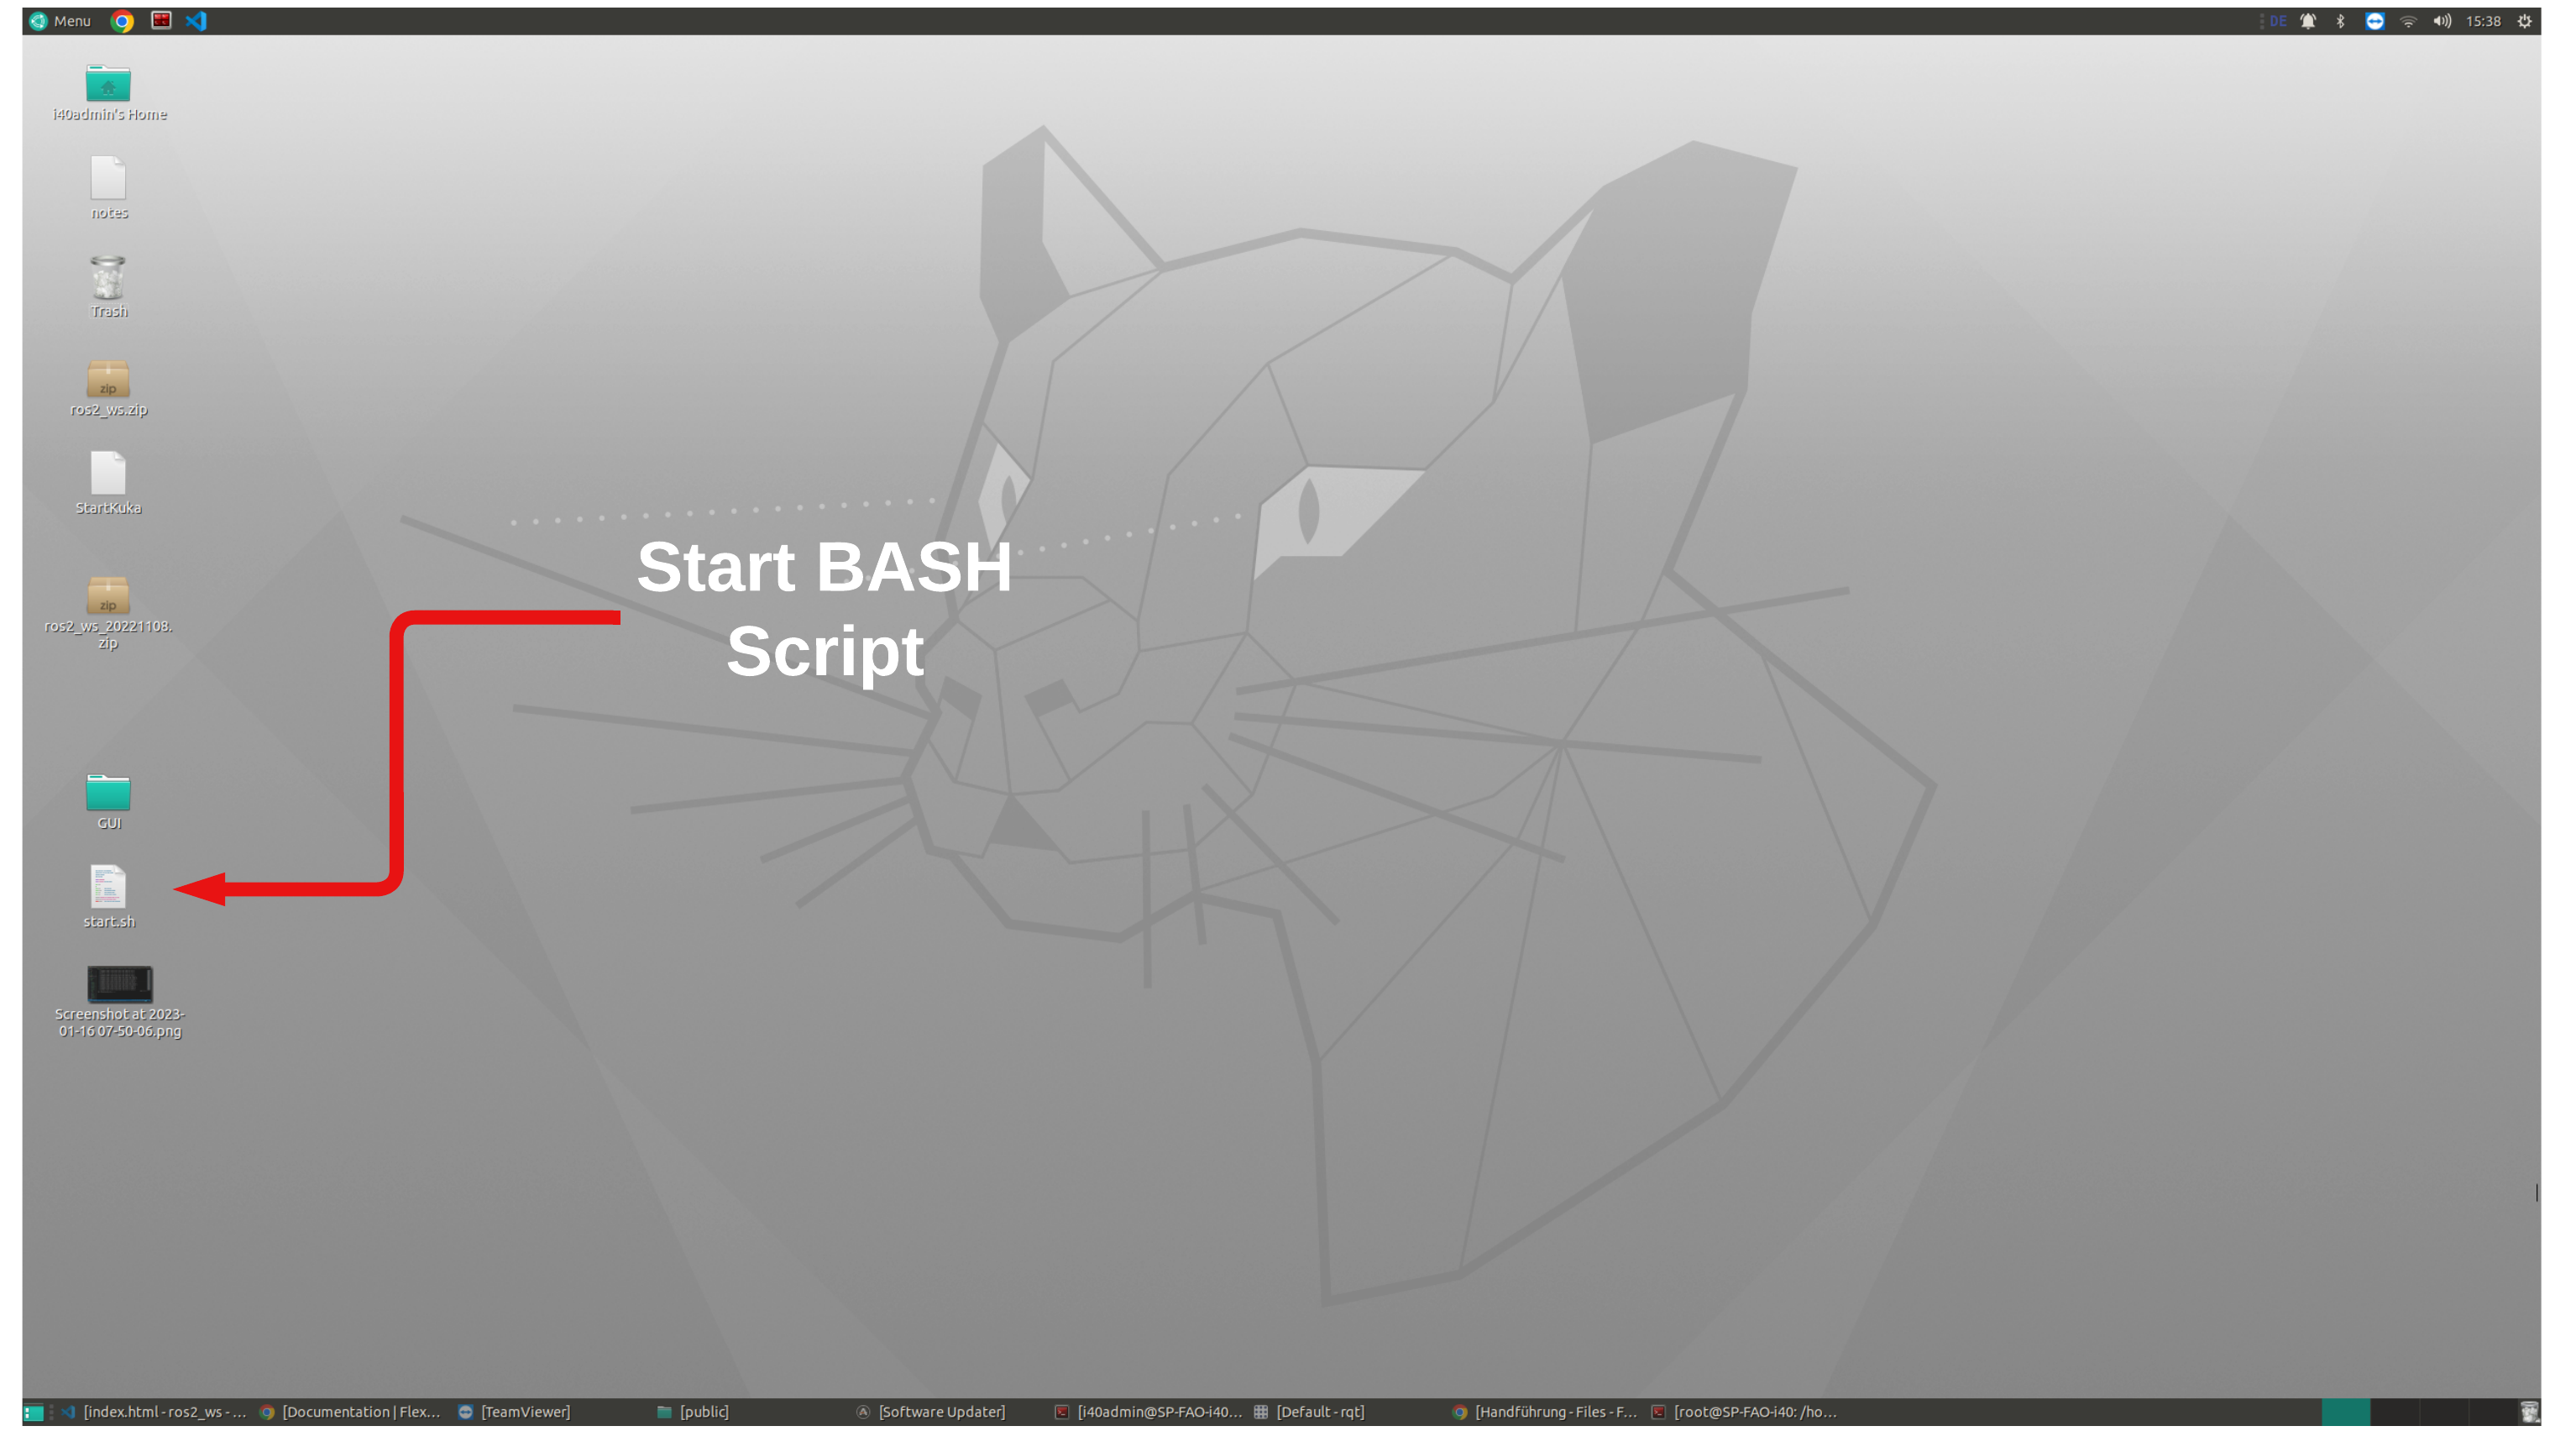 Menu
DE
15:38
i40admin's Home
notes
Trash
zip
ros2_ws.zip
StartKuka
zip
ros2_ws_20221108.
zip
Start BASH
Script
GUI
start.sh
Screenshot at 2023-
01-16 07-50-06.png
[index.html - ros2_ws - ...
[Documentation | Flex...
[TeamViewer]
[public]
[Software Updater]
[i40admin@SP-FAO-i40...
[Default - rqt]
[Handführung - Files - F...
[root@SP-FAO-i40: /ho...